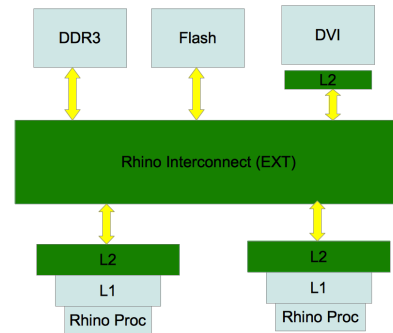 DDR3
Flash
DVI
L2
Rhino Interconnect (EXT)
L2
L1
Rhino Proc
L2
L1
Rhino Proc